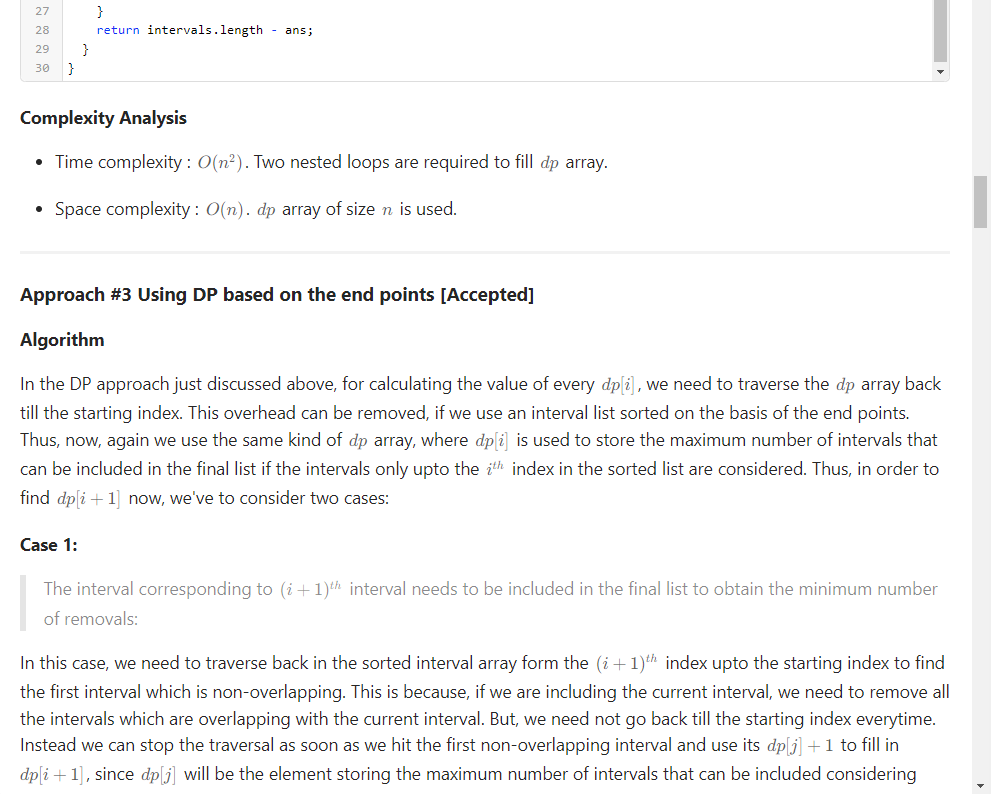 27 }
28 return intervals.length - ans;
29 }
30 }
Complexity Analysis
• Time complexity : O(n²). Two nested loops are required to fill dp array.
• Space complexity : O(n). dp array of size n is used.
Approach #3 Using DP based on the end points [Accepted]
Algorithm
In the DP approach just discussed above, for calculating the value of every dp[i], we need to traverse the dp array back
till the starting index. This overhead can be removed, if we use an interval list sorted on the basis of the end points.
Thus, now, again we use the same kind of dp array, where dp[i] is used to store the maximum number of intervals that
can be included in the final list if the intervals only upto the iᵗʰ index in the sorted list are considered. Thus, in order to
find dp[i + 1] now, we've to consider two cases:
Case 1:
The interval corresponding to (i + 1)ᵗʰ interval needs to be included in the final list to obtain the minimum number
of removals:
In this case, we need to traverse back in the sorted interval array form the (i + 1)ᵗʰ index upto the starting index to find
the first interval which is non-overlapping. This is because, if we are including the current interval, we need to remove all
the intervals which are overlapping with the current interval. But, we need not go back till the starting index everytime.
Instead we can stop the traversal as soon as we hit the first non-overlapping interval and use its dp[j] + 1 to fill in
dp[i + 1], since dp[j] will be the element storing the maximum number of intervals that can be included considering